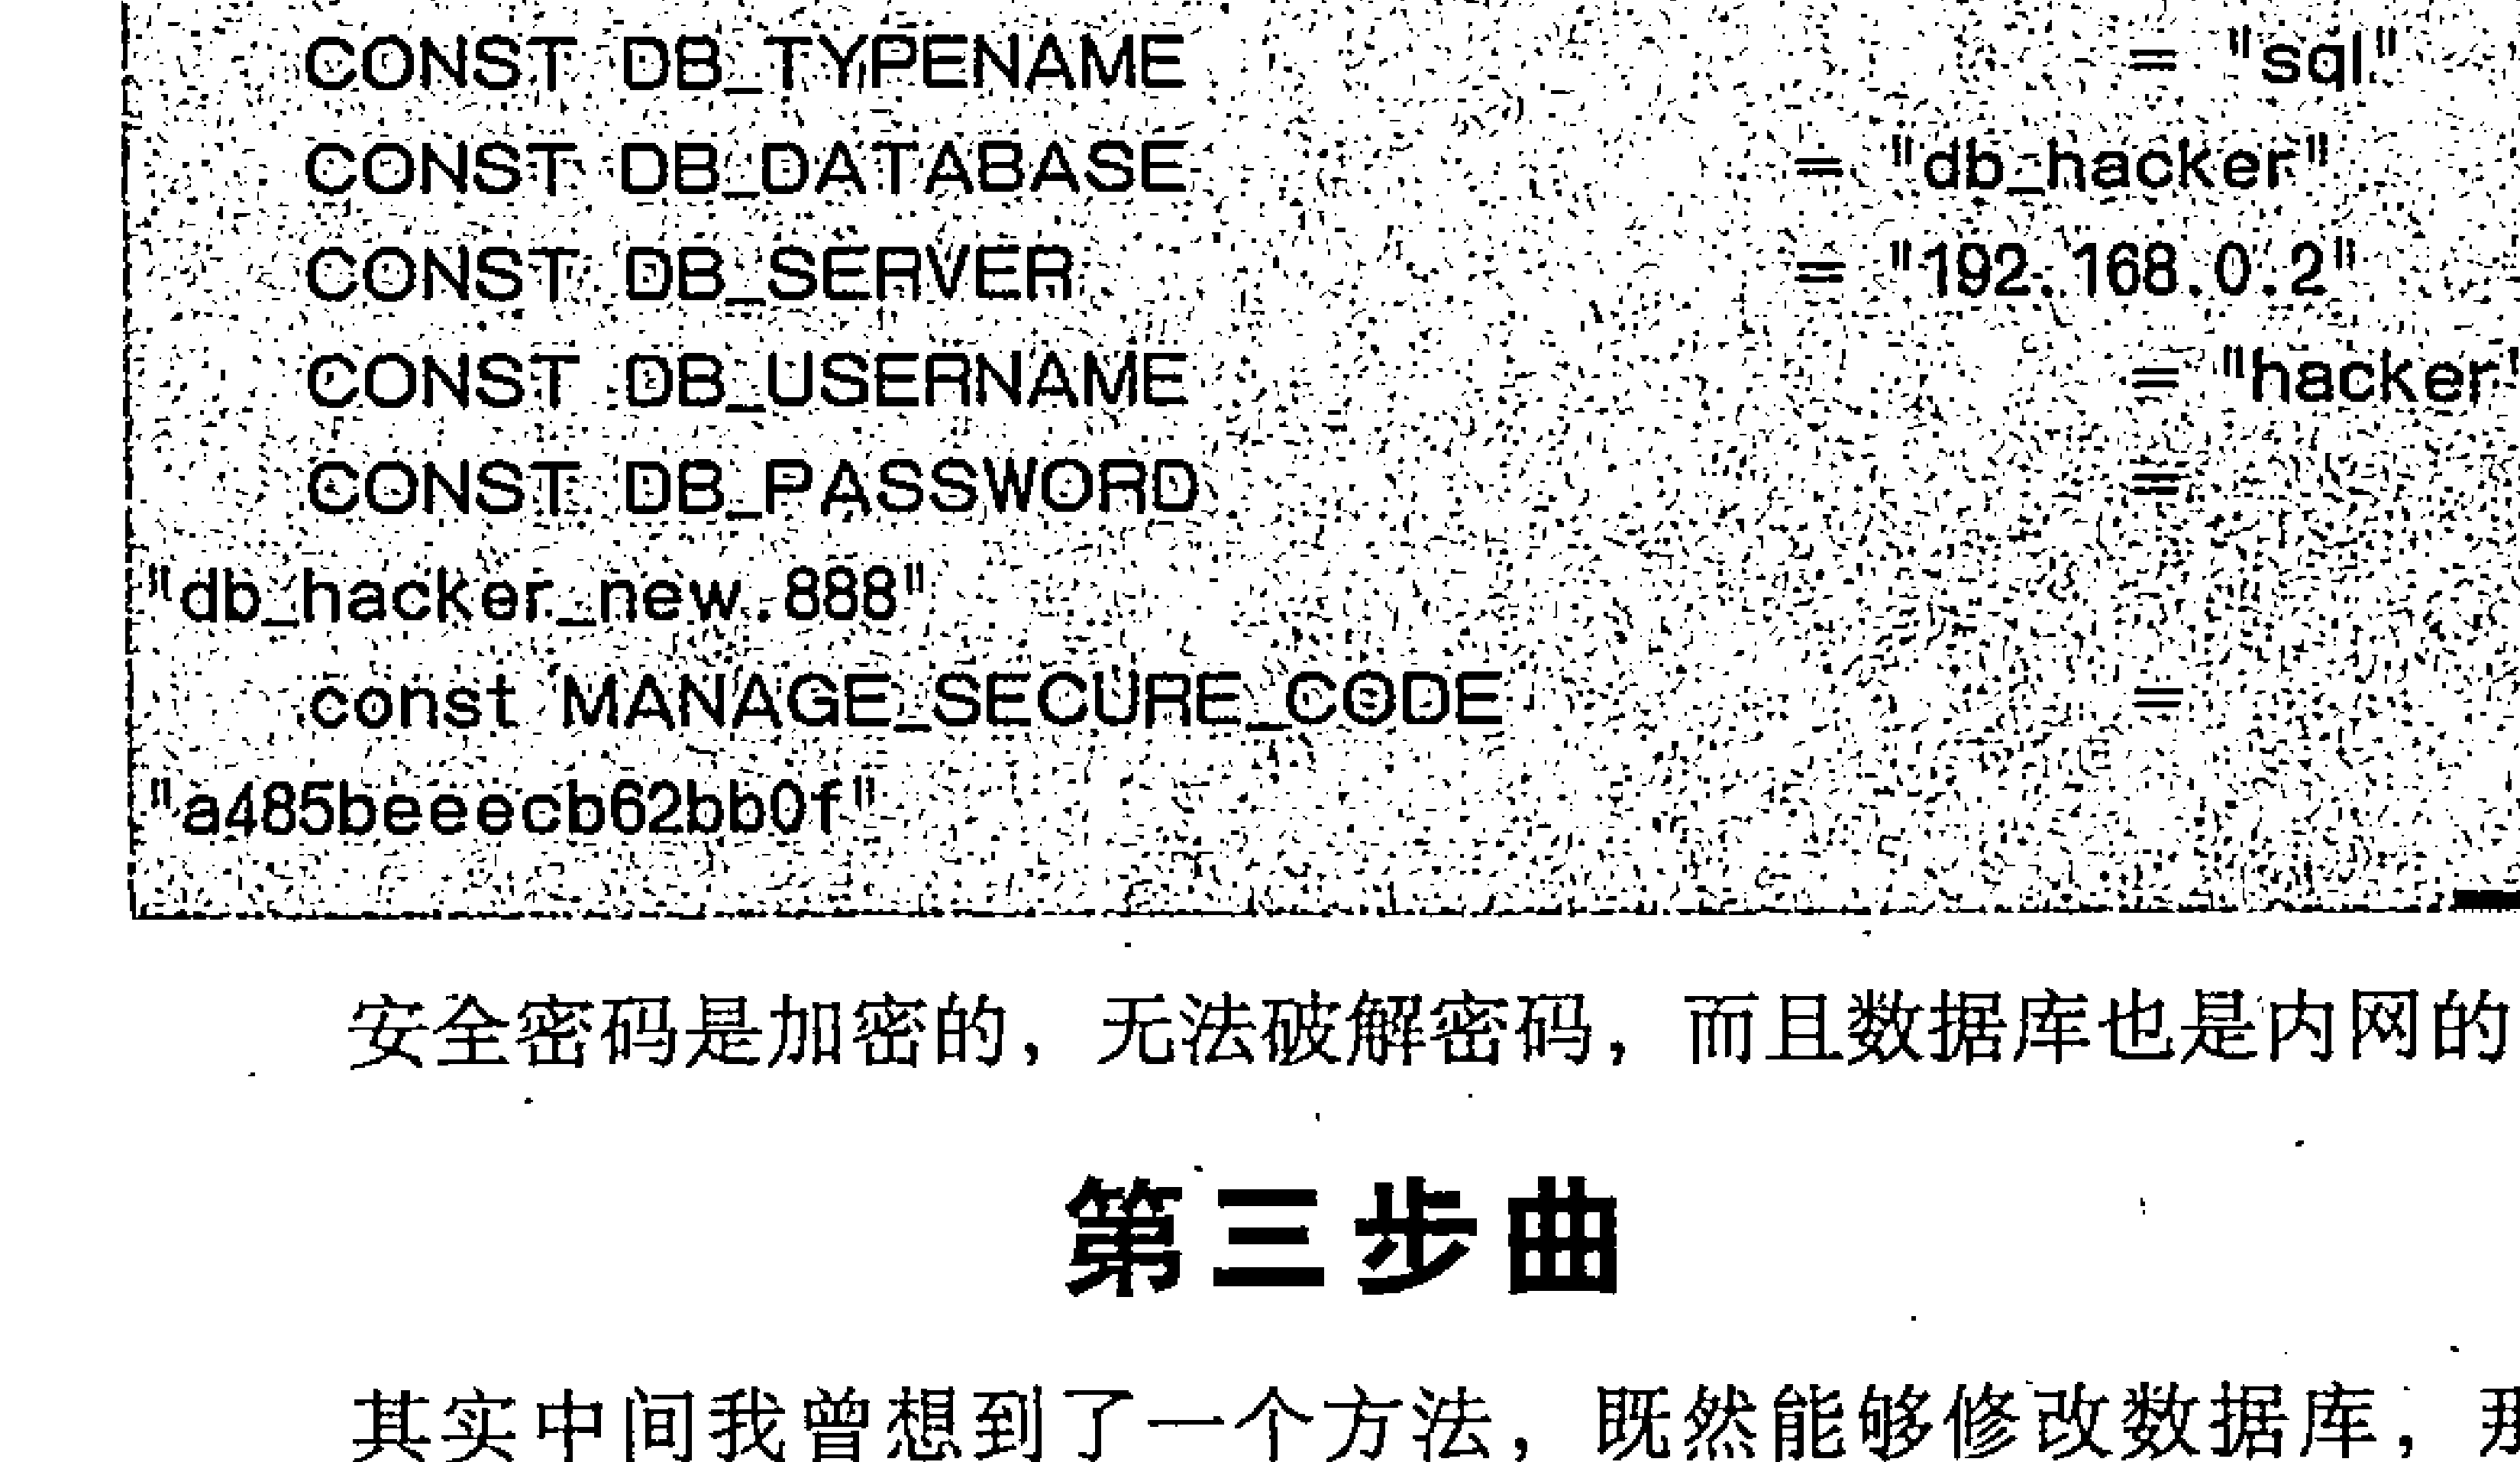 CONST DB_TYPENAME = "sql"
CONST DB_DATABASE = "db_hacker"
CONST DB_SERVER = "192.168.0.2"
CONST DB_USERNAME = "hacker"
CONST DB_PASSWORD =
"db_hacker_new.888"
const MANAGE_SECURE_CODE =
"a485beeecb62bb0f"
安全密码是加密的，无法破解密码，而且数据库也是内网的
第三步曲
其实中间我曾想到了一个方法，既然能够修改数据库，